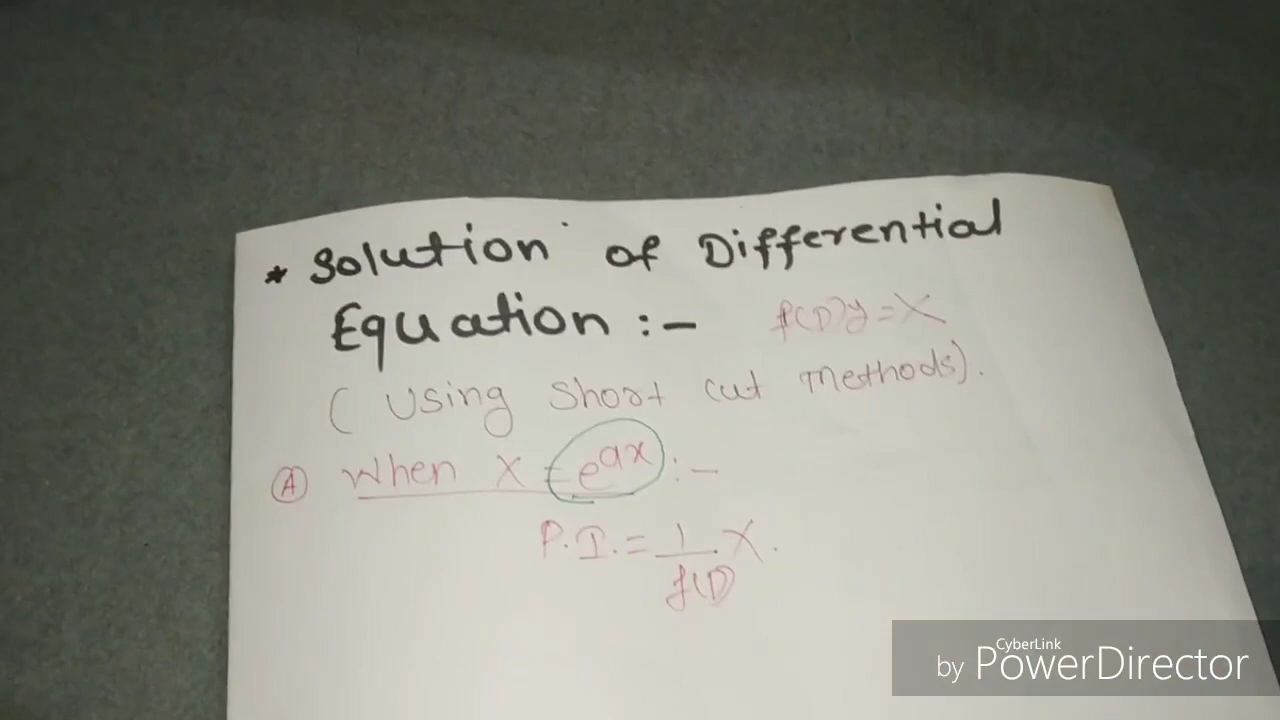 * Solution of Differential
Equation :- f(D)y = X
( Using Short Cut Methods).
(A) When X = e^ax :-
P.I. = 1/f(D) X.
CyberLink
by PowerDirector